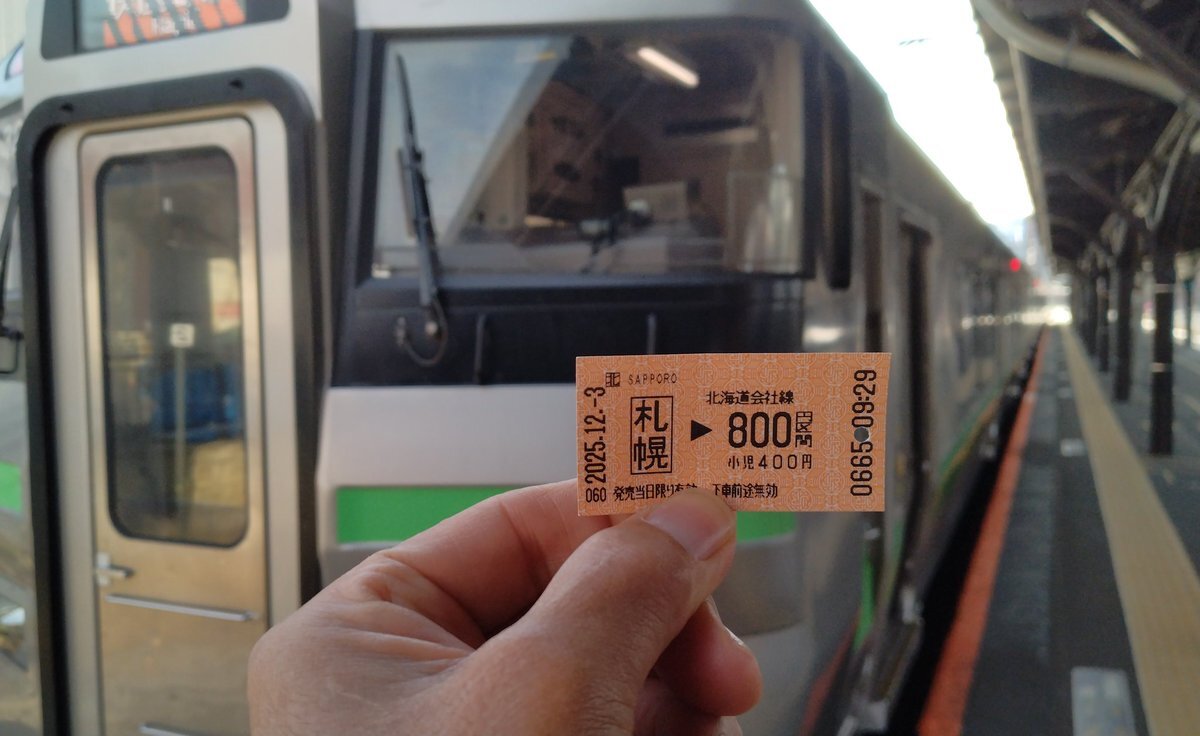 北 SAPPORO
2025.12.-3
札幌
北海道会社線
▶ 800円区間
小児400円
060 発売当日限り有効 下車前途無効
0665 09:29